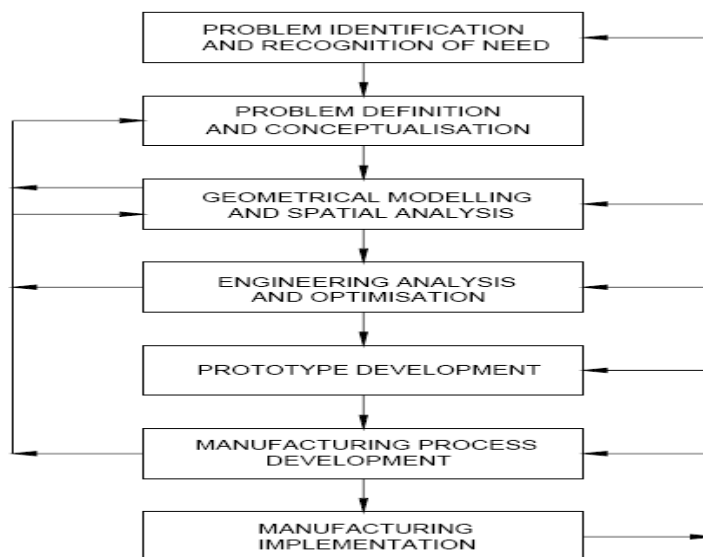 PROBLEM IDENTIFICATION
AND RECOGNITION OF NEED
PROBLEM DEFINITION
AND CONCEPTUALISATION
GEOMETRICAL MODELLING
AND SPATIAL ANALYSIS
ENGINEERING ANALYSIS
AND OPTIMISATION
PROTOTYPE DEVELOPMENT
MANUFACTURING PROCESS
DEVELOPMENT
MANUFACTURING
IMPLEMENTATION